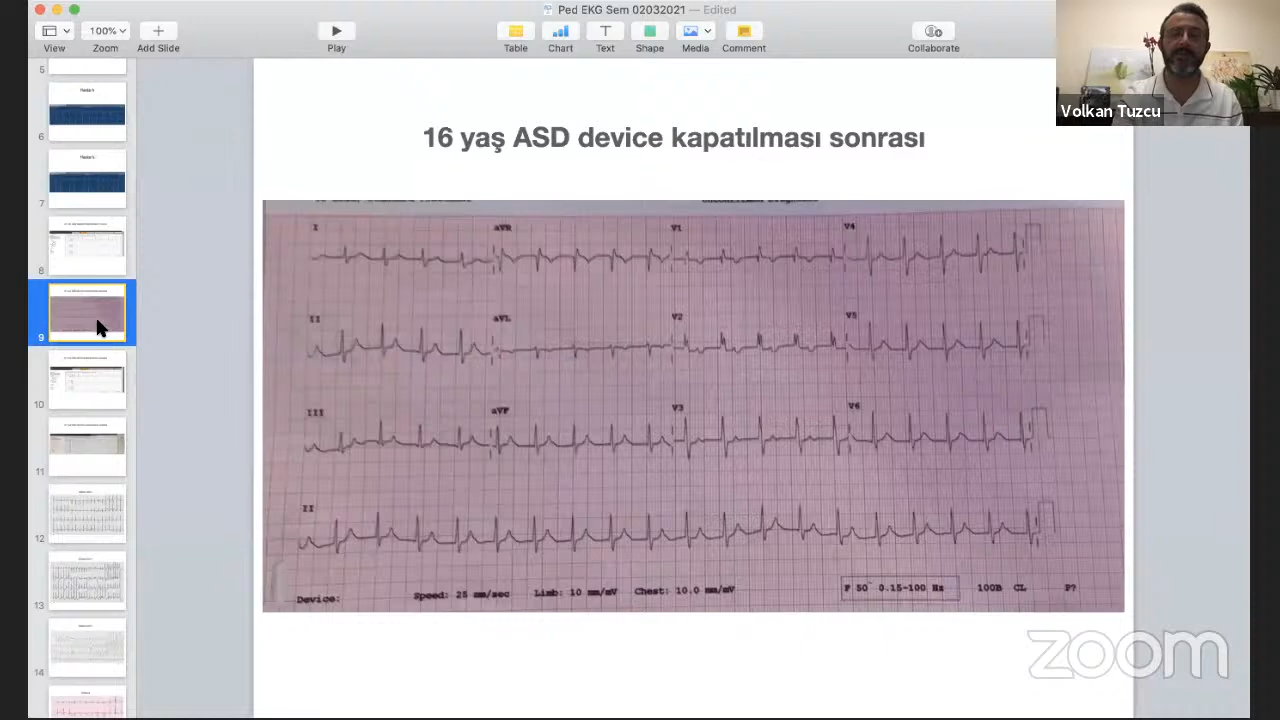 Ped EKG Sem 02032021 — Edited
100%
View
Zoom
Add Slide
Play
Table
Chart
Text
Shape
Media
Comment
Collaborate
Volkan Tuzcu
5
6
7
8
9
10
11
12
13
14
16 yaş ASD device kapatılması sonrası
I
aVR
V1
V4
II
aVL
V2
V5
III
aVF
V3
V6
II
Device:
Speed: 25 mm/sec
Limb: 10 mm/mV
Chest: 10.0 mm/mV
F 50~ 0.15-100 Hz
100B
CL
P?
zoom